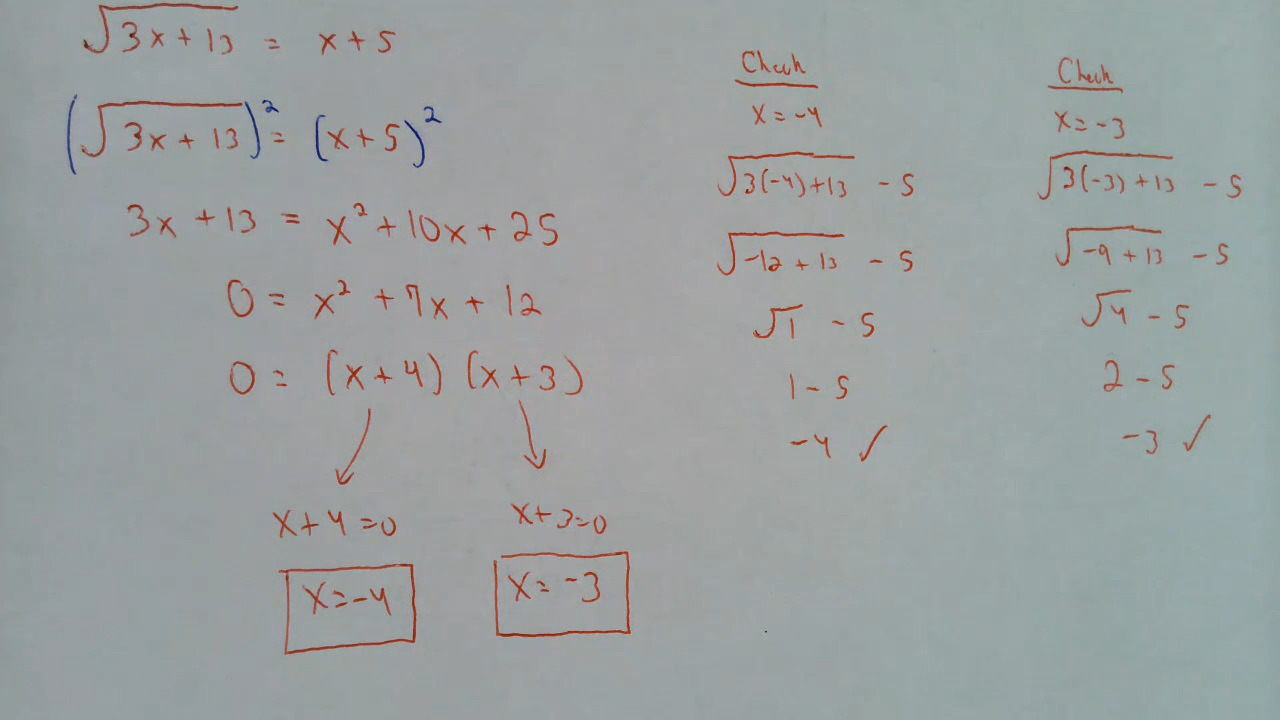 √3x+13 = x+5
(√3x+13)² = (x+5)²
3x+13 = x²+10x+25
0 = x²+7x+12
0 = (x+4)(x+3)
x+4=0
x+3=0
x=-4
x=-3
Check
x=-4
√3(-4)+13 -5
√-12+13 -5
√1 -5
1-5
-4 ✓
Check
x=-3
√3(-3)+13 -5
√-9+13 -5
√4 -5
2-5
-3 ✓